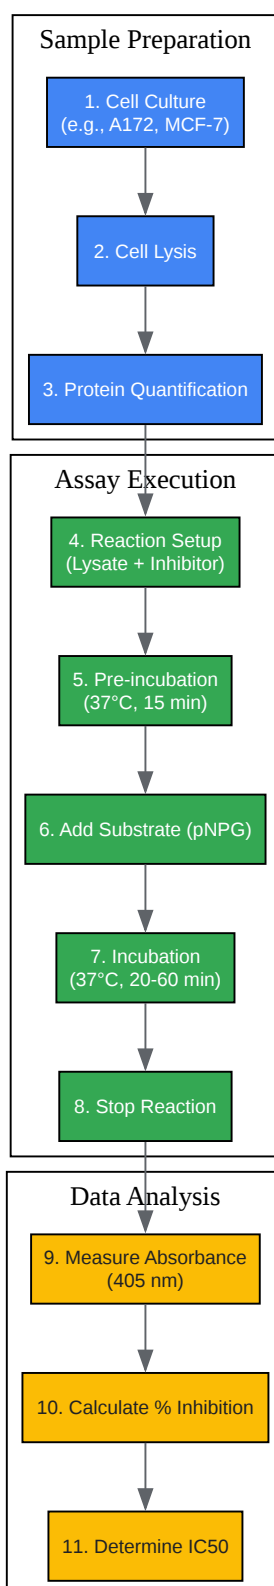 Sample Preparation
1. Cell Culture
(e.g., A172, MCF-7)
2. Cell Lysis
3. Protein Quantification
Assay Execution
4. Reaction Setup
(Lysate + Inhibitor)
5. Pre-incubation
(37°C, 15 min)
6. Add Substrate (pNPG)
7. Incubation
(37°C, 20-60 min)
8. Stop Reaction
Data Analysis
9. Measure Absorbance
(405 nm)
10. Calculate % Inhibition
11. Determine IC50